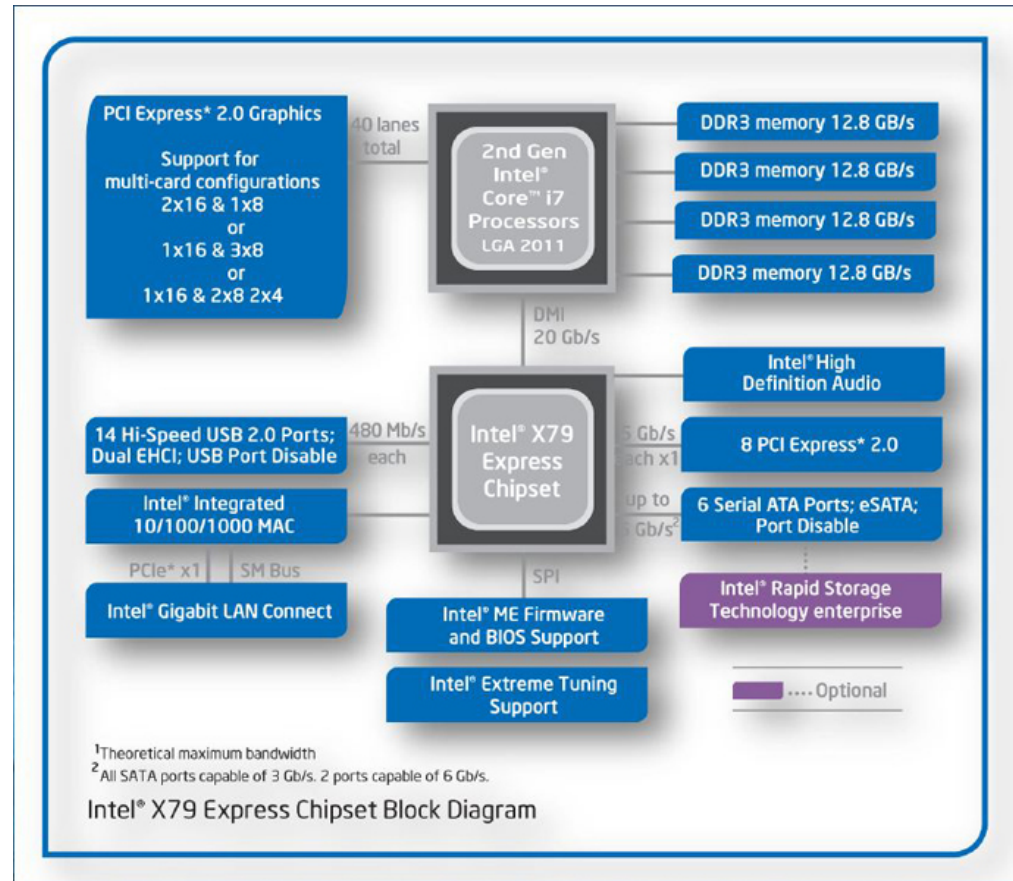 PCI Express* 2.0 Graphics
Support for
multi-card configurations
2x16 & 1x8
or
1x16 & 3x8
or
1x16 & 2x8 2x4
40 lanes
total
2nd Gen
Intel®
Core™ i7
Processors
LGA 2011
DDR3 memory 12.8 GB/s
DDR3 memory 12.8 GB/s
DDR3 memory 12.8 GB/s
DDR3 memory 12.8 GB/s
DMI
20 Gb/s
Intel® High
Definition Audio
14 Hi-Speed USB 2.0 Ports;
Dual EHCI; USB Port Disable
480 Mb/s
each
Intel® X79
Express
Chipset
5 Gb/s
each x1
8 PCI Express* 2.0
Intel® Integrated
10/100/1000 MAC
up to
6 Gb/s²
6 Serial ATA Ports; eSATA;
Port Disable
PCIe* x1
SM Bus
SPI
Intel® Rapid Storage
Technology enterprise
Intel® Gigabit LAN Connect
Intel® ME Firmware
and BIOS Support
Intel® Extreme Tuning
Support
Optional
¹Theoretical maximum bandwidth
²All SATA ports capable of 3 Gb/s. 2 ports capable of 6 Gb/s.
Intel® X79 Express Chipset Block Diagram